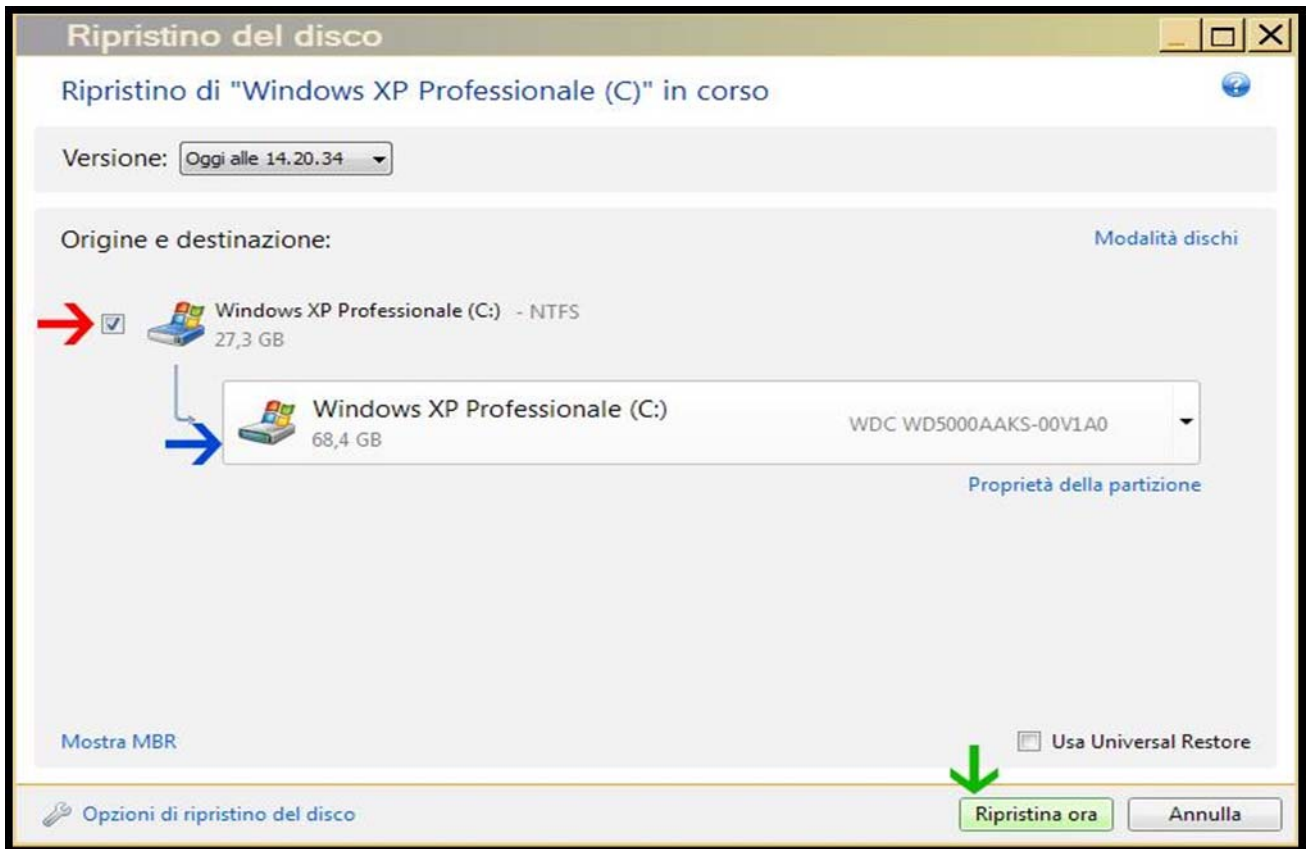 Ripristino del disco
Ripristino di "Windows XP Professionale (C)" in corso
Versione: Oggi alle 14.20.34
Origine e destinazione:
Modalità dischi
Windows XP Professionale (C:) - NTFS
27,3 GB
Windows XP Professionale (C:)
68,4 GB
WDC WD5000AAKS-00V1A0
Proprietà della partizione
Mostra MBR
Usa Universal Restore
Opzioni di ripristino del disco
Ripristina ora
Annulla